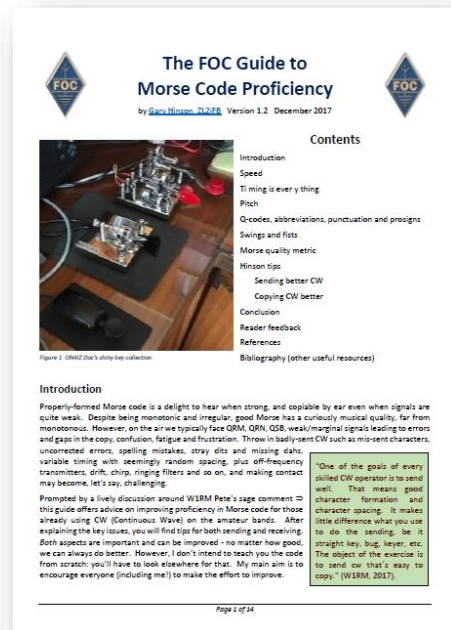 FOC
The FOC Guide to
Morse Code Proficiency
FOC
by Gary Hinson, ZL2iFB Version 1.2 December 2017
Contents
Introduction
Speed
Ti ming is ever y thing
Pitch
Q-codes, abbreviations, punctuation and prosigns
Swings and fists
Morse quality metric
Hinson tips
Sending better CW
Copying CW better
Conclusion
Reader feedback
References
Bibliography (other useful resources)
Figure 1 ON4IZ Doc's shiny key collection
Introduction
Properly-formed Morse code is a delight to hear when strong, and copiable by ear even when signals are
quite weak. Despite being monotonic and irregular, good Morse has a curiously musical quality, far from
monotonous. However, on the air we typically face QRM, QRN, QSB, weak/marginal signals leading to errors
and gaps in the copy, confusion, fatigue and frustration. Throw in badly-sent CW such as mis-sent characters,
uncorrected errors, spelling mistakes, stray dits and missing dahs,
variable timing with seemingly random spacing, plus off-frequency
transmitters, drift, chirp, ringing filters and so on, and making contact
may become, let's say, challenging.
Prompted by a lively discussion around W1RM Pete's sage comment ⇒
this guide offers advice on improving proficiency in Morse code for those
already using CW (Continuous Wave) on the amateur bands. After
explaining the key issues, you will find tips for both sending and receiving.
Both aspects are important and can be improved - no matter how good,
we can always do better. However, I don't intend to teach you the code
from scratch: you'll have to look elsewhere for that. My main aim is to
encourage everyone (including me!) to make the effort to improve.
"One of the goals of every
skilled CW operator is to send
well. That means good
character formation and
character spacing. It makes
little difference what you use
to do the sending, be it
straight key, bug, keyer, etc.
The object of the exercise is
to send cw that's easy to
copy." (W1RM, 2017).
Page 1 of 14